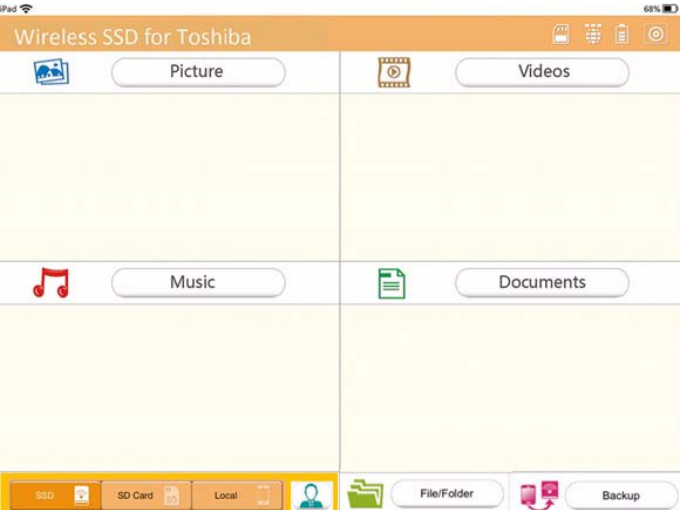 iPad 68%
Wireless SSD for Toshiba
Picture Videos
Music Documents
SSD SD Card Local File/Folder Backup